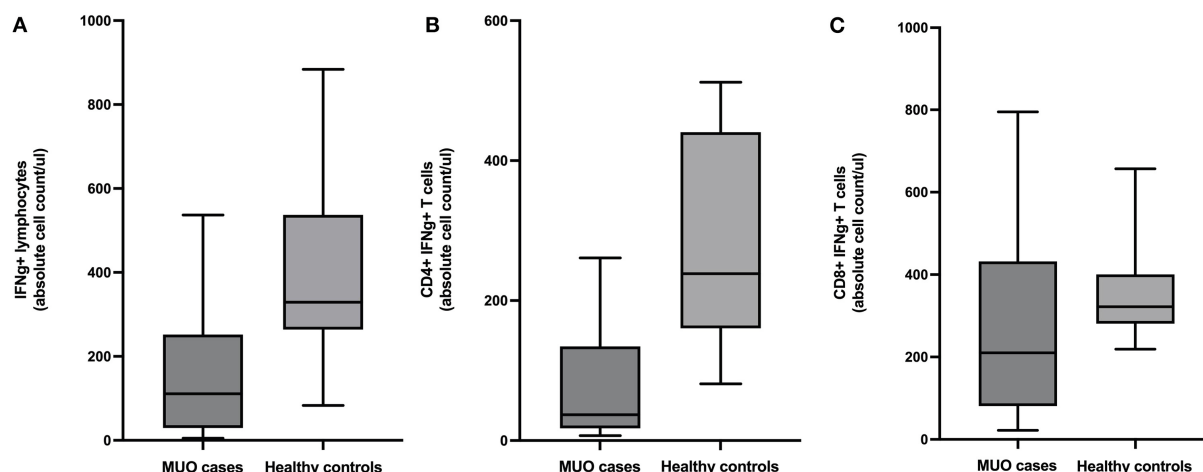 A
IFNg+ lymphocytes
(absolute cell count/ul)
1000
800
600
400
200
0
MUO cases
Healthy controls
B
CD4+ IFNg+ T cells
(absolute cell count/ul)
600
400
200
0
MUO cases
Healthy controls
C
CD8+ IFNg+ T cells
(absolute cell count/ul)
1000
800
600
400
200
0
MUO cases
Healthy controls